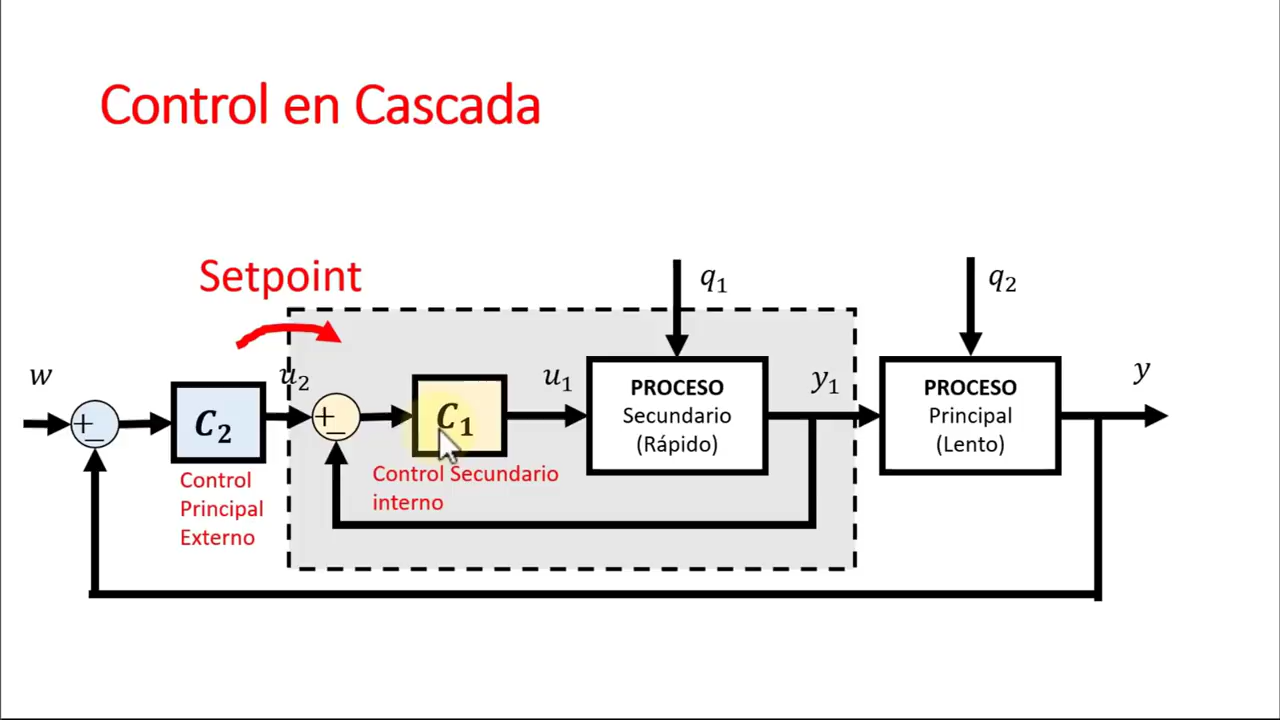 Control en Cascada
Setpoint
q₁
q₂
w
u₂
u₁
y₁
y
+
−
C₂
+
−
C₁
PROCESO
Secundario
(Rápido)
PROCESO
Principal
(Lento)
Control
Principal
Externo
Control Secundario
interno